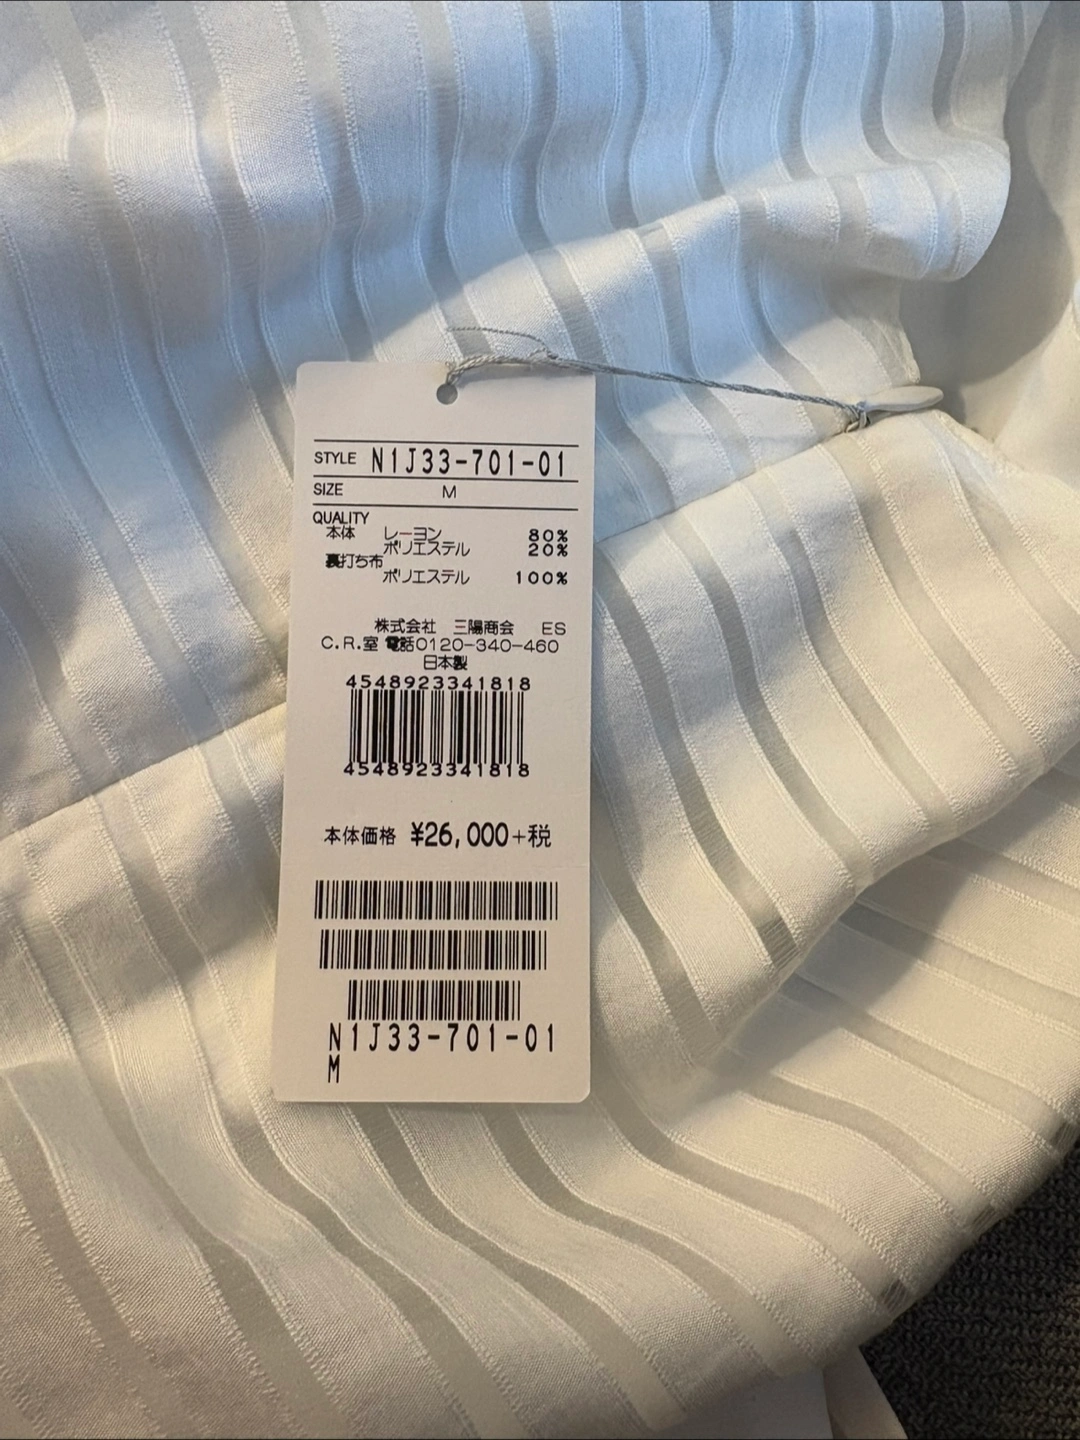 STYLE N1J33-701-01
SIZE M
QUALITY
本体 レーヨン 80%
ポリエステル 20%
裏打ち布
ポリエステル 100%
株式会社 三陽商会 ES
C.R.室 電話0120-340-460
日本製
4548923341818
4548923341818
本体価格 ¥26,000+税
N1J33-701-01
M